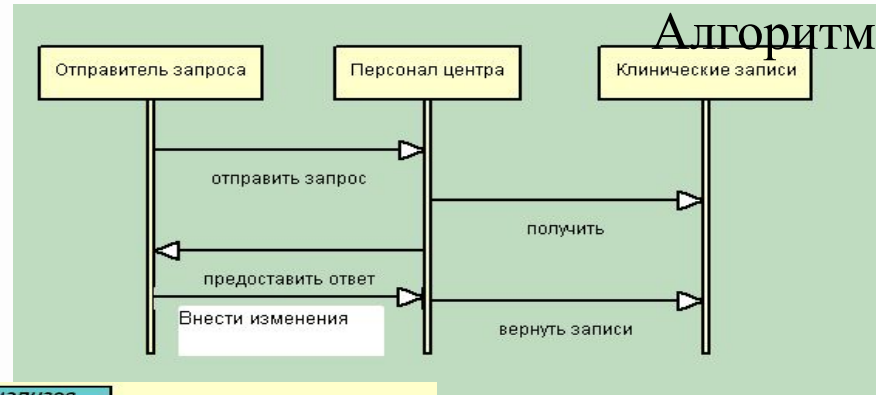 Алгоритм
Отправитель запроса
Персонал центра
Клинические записи
отправить запрос
получить
предоставить ответ
Внести изменения
вернуть записи